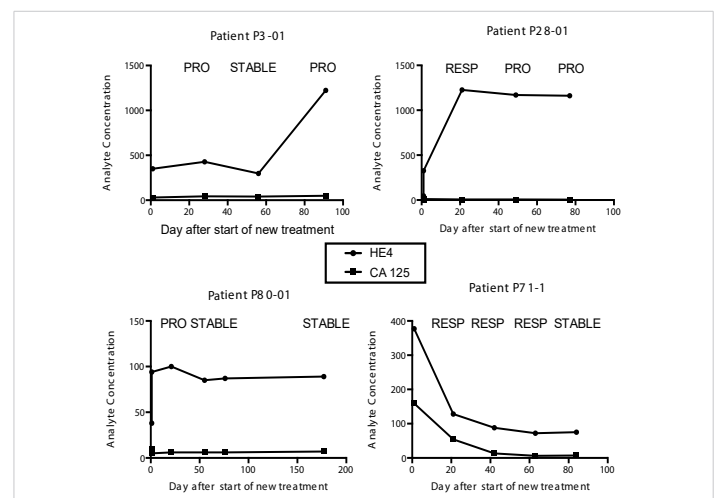 Patient P3-01
PRO STABLE PRO
1500
1000
500
0
Analyte Concentration
0 20 40 60 80 100
Day after start of new treatment
Patient P28-01
RESP PRO PRO
1500
1000
500
0
Analyte Concentration
0 20 40 60 80 100
Day after start of new treatment
HE4
CA 125
Patient P80-01
PRO STABLE STABLE
150
100
50
0
Analyte Concentration
0 50 100 150 200
Day after start of new treatment
Patient P71-1
RESP RESP RESP STABLE
400
300
200
100
0
Analyte Concentration
0 20 40 60 80 100
Day after start of new treatment